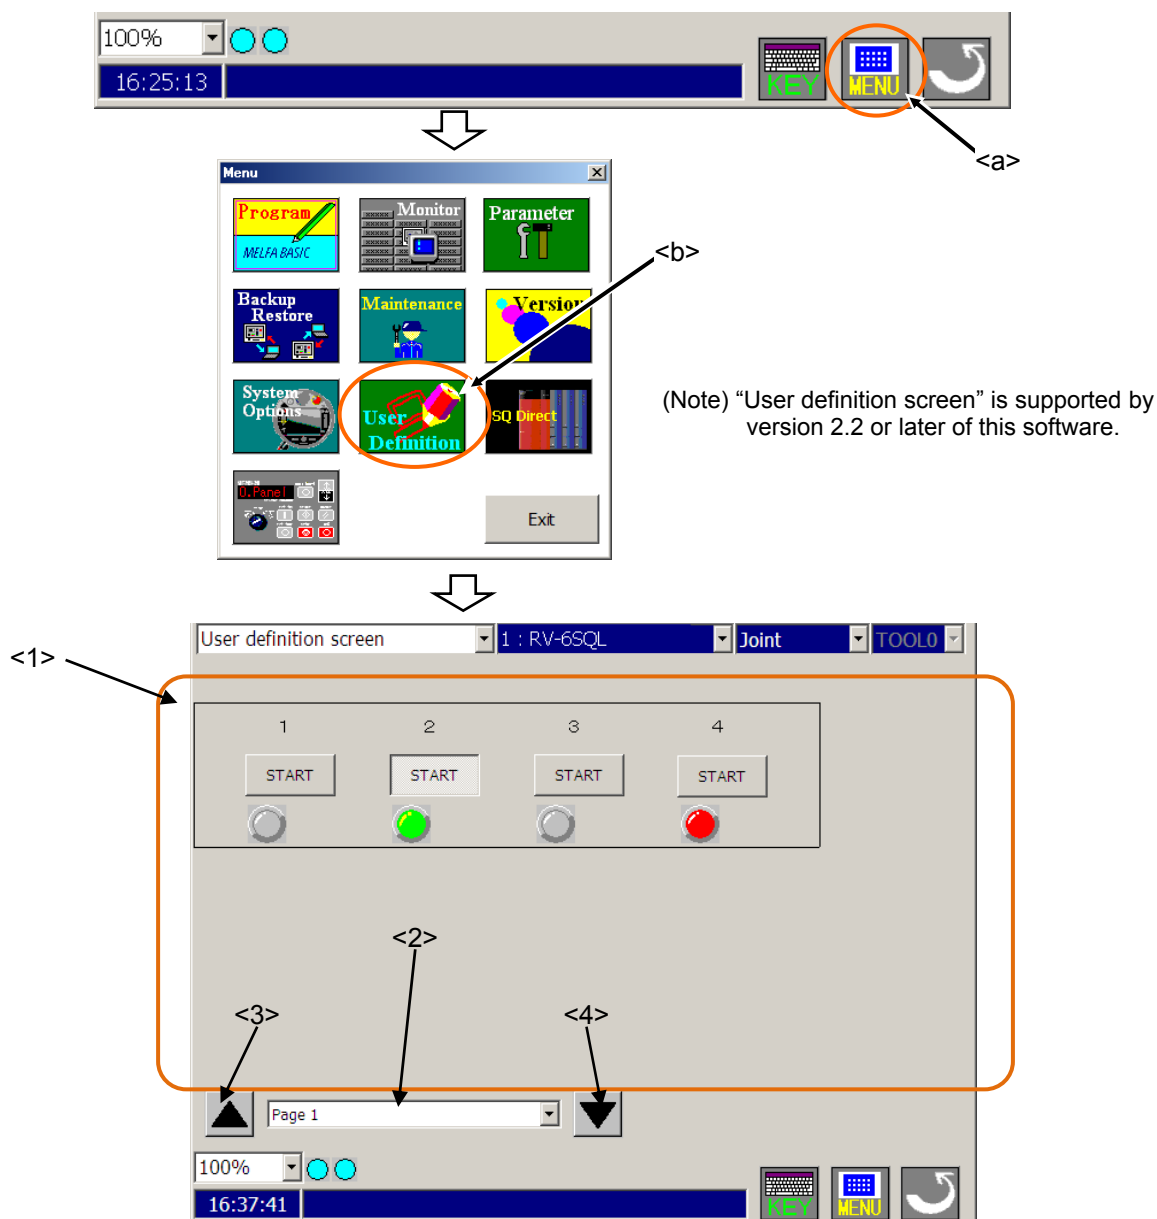 100%
16:25:13
KEY
MENU
<a>
Menu
Program
MELFA BASIC
Monitor
Parameter
<b>
Backup
Restore
Maintenance
Version
System
Options
User
Definition
SQ Direct
(Note) “User definition screen” is supported by
version 2.2 or later of this software.
O.Panel
Exit
User definition screen
1 : RV-6SQL
Joint
TOOL0
<1>
1
2
3
4
START
START
START
START
<2>
<3>
<4>
Page 1
100%
16:37:41
KEY
MENU